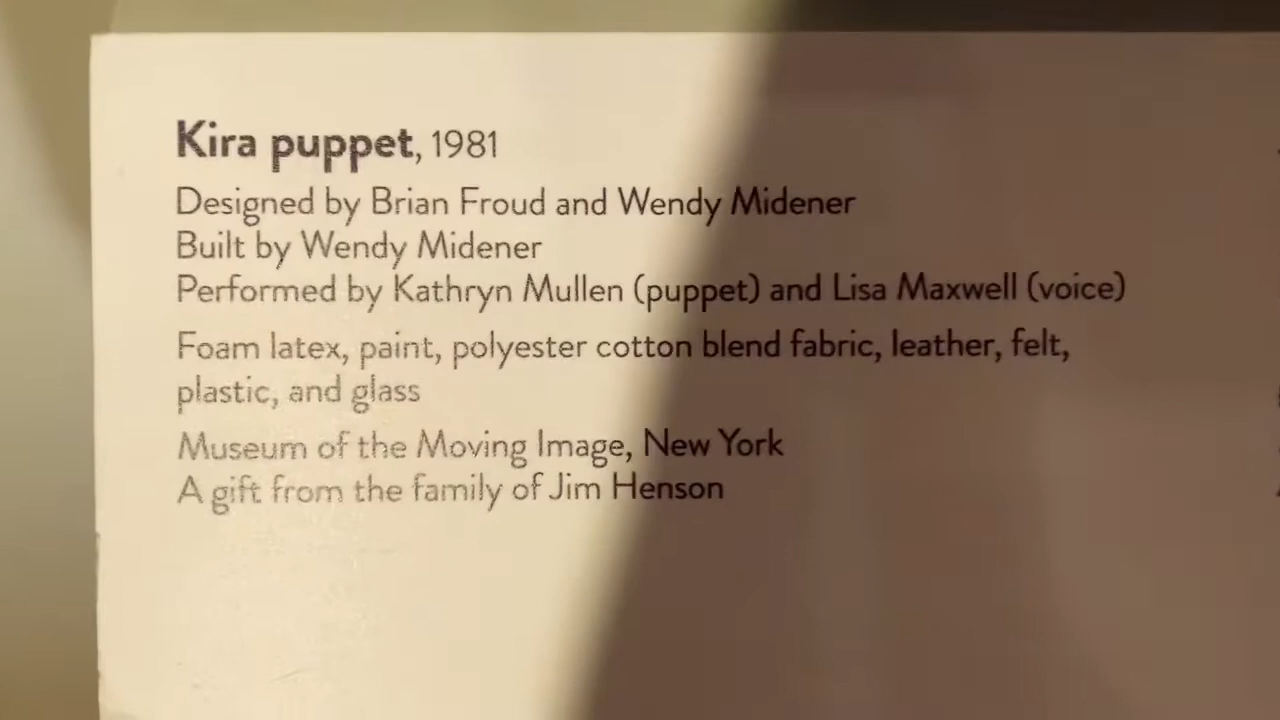 Kira puppet, 1981
Designed by Brian Froud and Wendy Midener
Built by Wendy Midener
Performed by Kathryn Mullen (puppet) and Lisa Maxwell (voice)
Foam latex, paint, polyester cotton blend fabric, leather, felt,
plastic, and glass
Museum of the Moving Image, New York
A gift from the family of Jim Henson